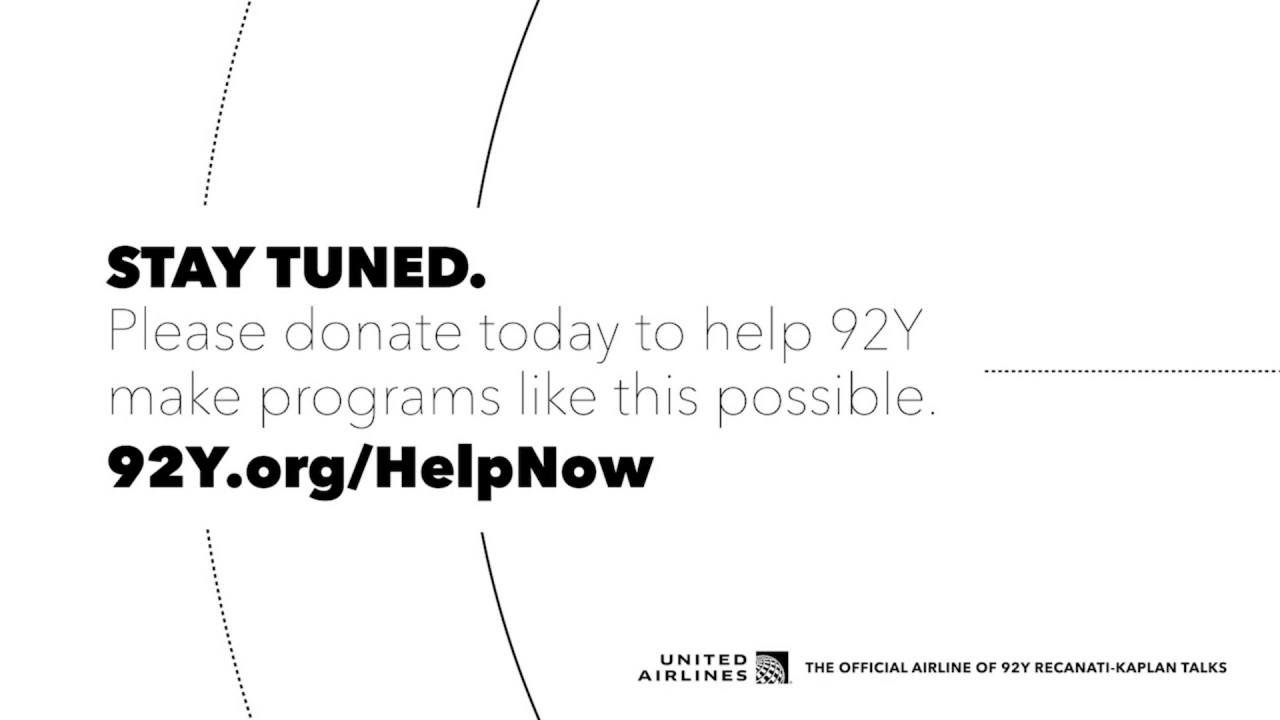 STAY TUNED.
Please donate today to help 92Y
make programs like this possible.
92Y.org/HelpNow
UNITED
AIRLINES
THE OFFICIAL AIRLINE OF 92Y RECANATI-KAPLAN TALKS